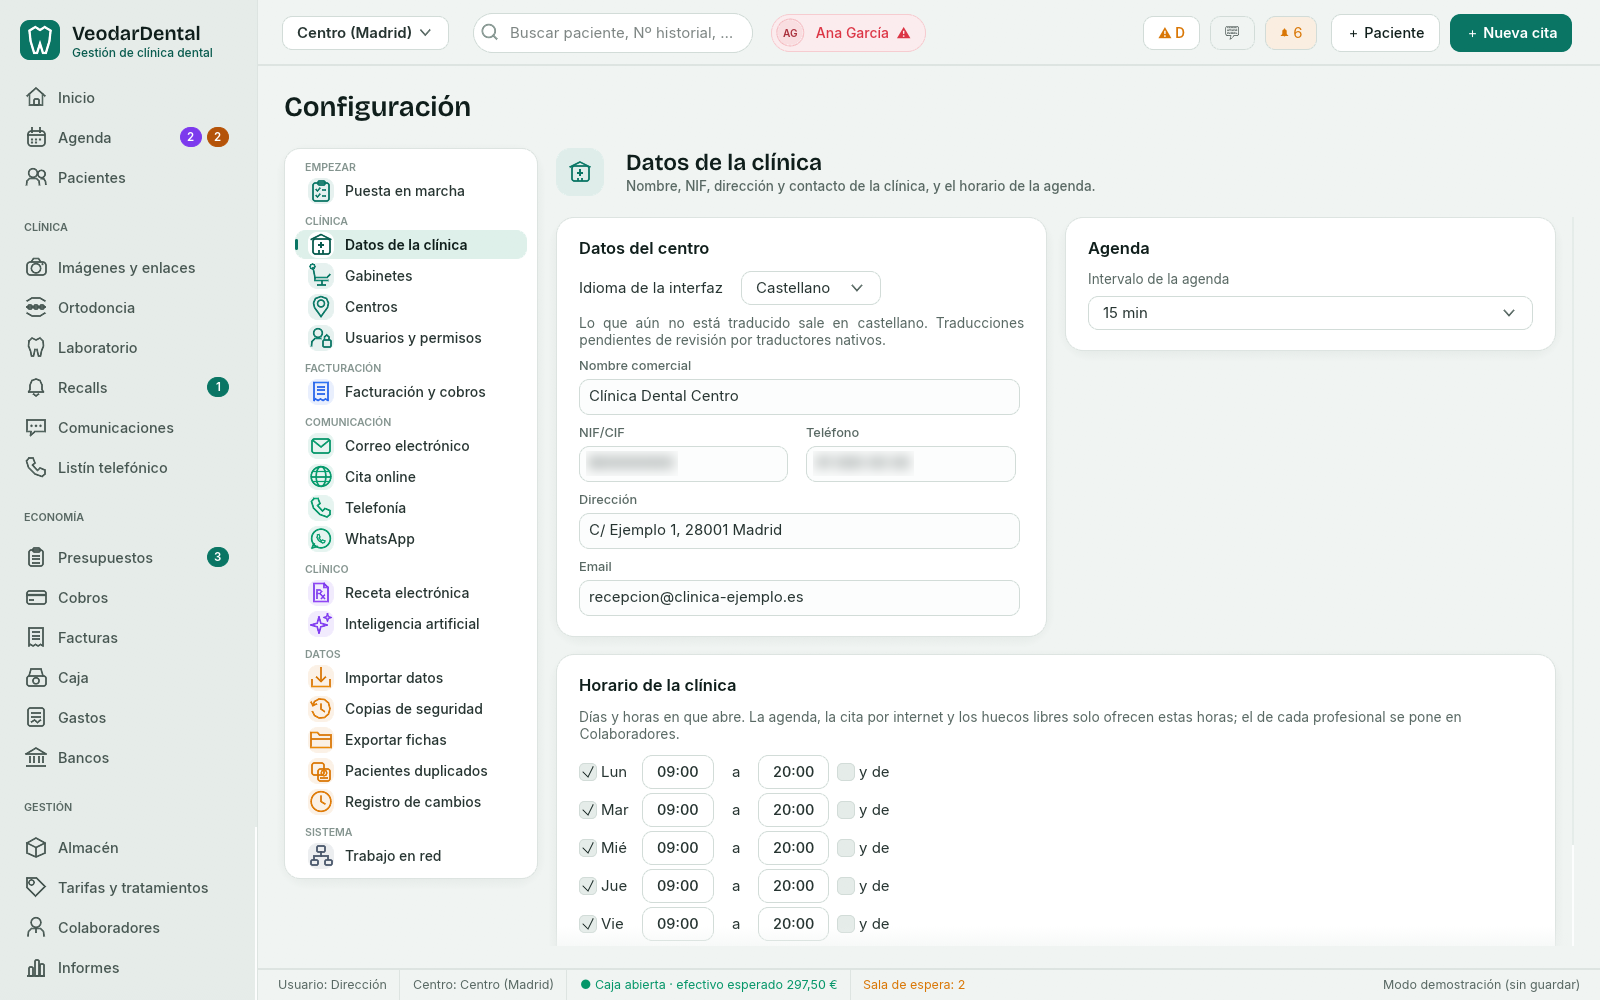 VeodarDental
Gestión de clínica dental
Inicio
Agenda 2 2
Pacientes
CLÍNICA
Imágenes y enlaces
Ortodoncia
Laboratorio
Recalls 1
Comunicaciones
Listín telefónico
ECONOMÍA
Presupuestos 3
Cobros
Facturas
Caja
Gastos
Bancos
GESTIÓN
Almacén
Tarifas y tratamientos
Colaboradores
Informes
Centro (Madrid)
Buscar paciente, Nº historial, ...
AG Ana García
D
6
+ Paciente
+ Nueva cita
Configuración
EMPEZAR
Puesta en marcha
CLÍNICA
Datos de la clínica
Gabinetes
Centros
Usuarios y permisos
FACTURACIÓN
Facturación y cobros
COMUNICACIÓN
Correo electrónico
Cita online
Telefonía
WhatsApp
CLÍNICO
Receta electrónica
Inteligencia artificial
DATOS
Importar datos
Copias de seguridad
Exportar fichas
Pacientes duplicados
Registro de cambios
SISTEMA
Trabajo en red
Datos de la clínica
Nombre, NIF, dirección y contacto de la clínica, y el horario de la agenda.
Datos del centro
Idioma de la interfaz Castellano
Lo que aún no está traducido sale en castellano. Traducciones
pendientes de revisión por traductores nativos.
Nombre comercial
Clínica Dental Centro
NIF/CIF Teléfono
Dirección
C/ Ejemplo 1, 28001 Madrid
Email
recepcion@clinica-ejemplo.es
Agenda
Intervalo de la agenda
15 min
Horario de la clínica
Días y horas en que abre. La agenda, la cita por internet y los huecos libres solo ofrecen estas horas; el de cada profesional se pone en
Colaboradores.
Lun 09:00 a 20:00 y de
Mar 09:00 a 20:00 y de
Mié 09:00 a 20:00 y de
Jue 09:00 a 20:00 y de
Vie 09:00 a 20:00 y de
Usuario: Dirección
Centro: Centro (Madrid)
Caja abierta · efectivo esperado 297,50 €
Sala de espera: 2
Modo demostración (sin guardar)